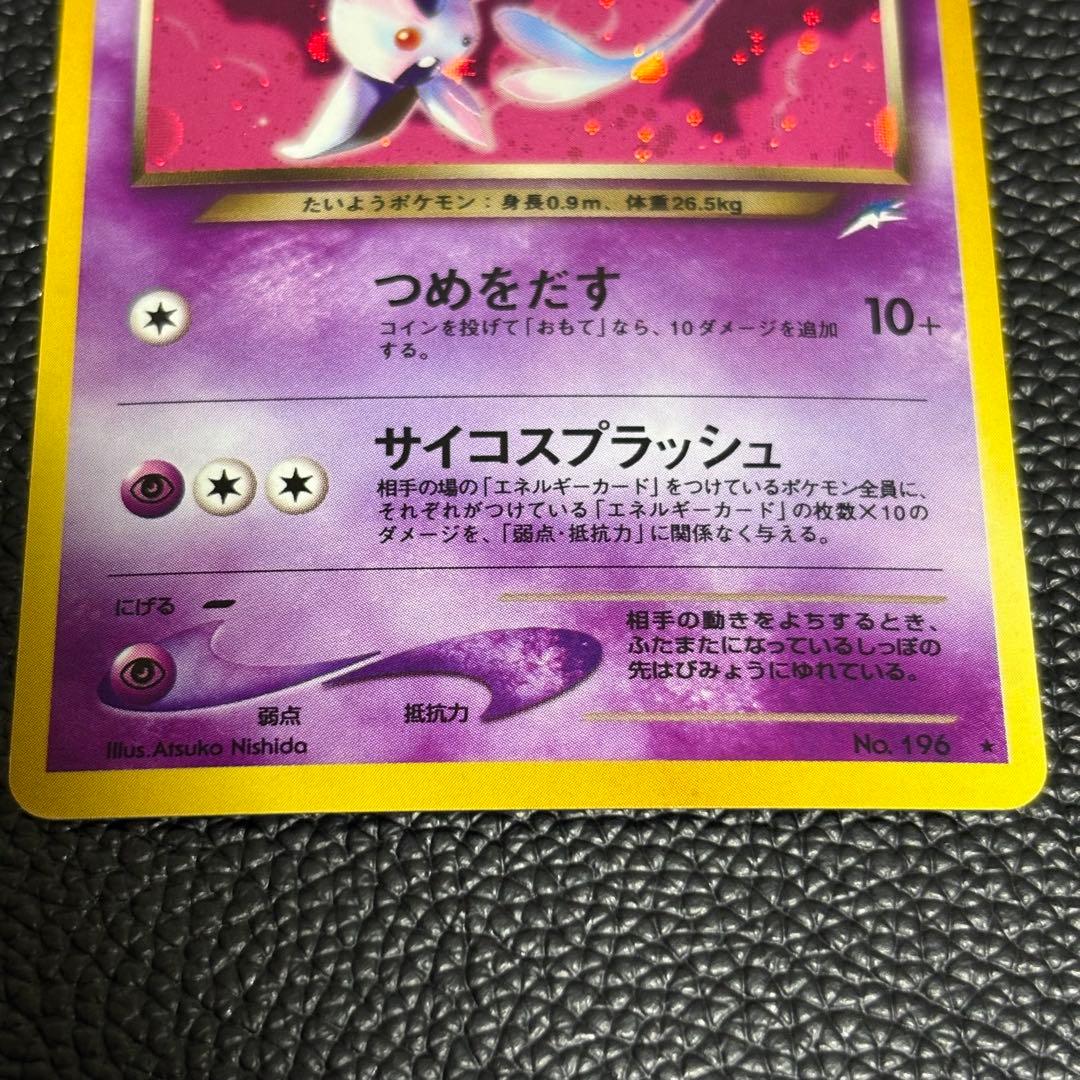 たいようポケモン：身長0.9m、体重26.5kg
つめをだす
10+
コインを投げて「おもて」なら、10ダメージを追加
する。
サイコスプラッシュ
相手の場の「エネルギーカード」をつけているポケモン全員に、
それぞれがつけている「エネルギーカード」の枚数×10の
ダメージを、「弱点・抵抗力」に関係なく与える。
にげる
相手の動きをよちするとき、
ふたまたになっているしっぽの
先はびみょうにゆれている。
弱点
抵抗力
Illus.Atsuko Nishida
No. 196 ★